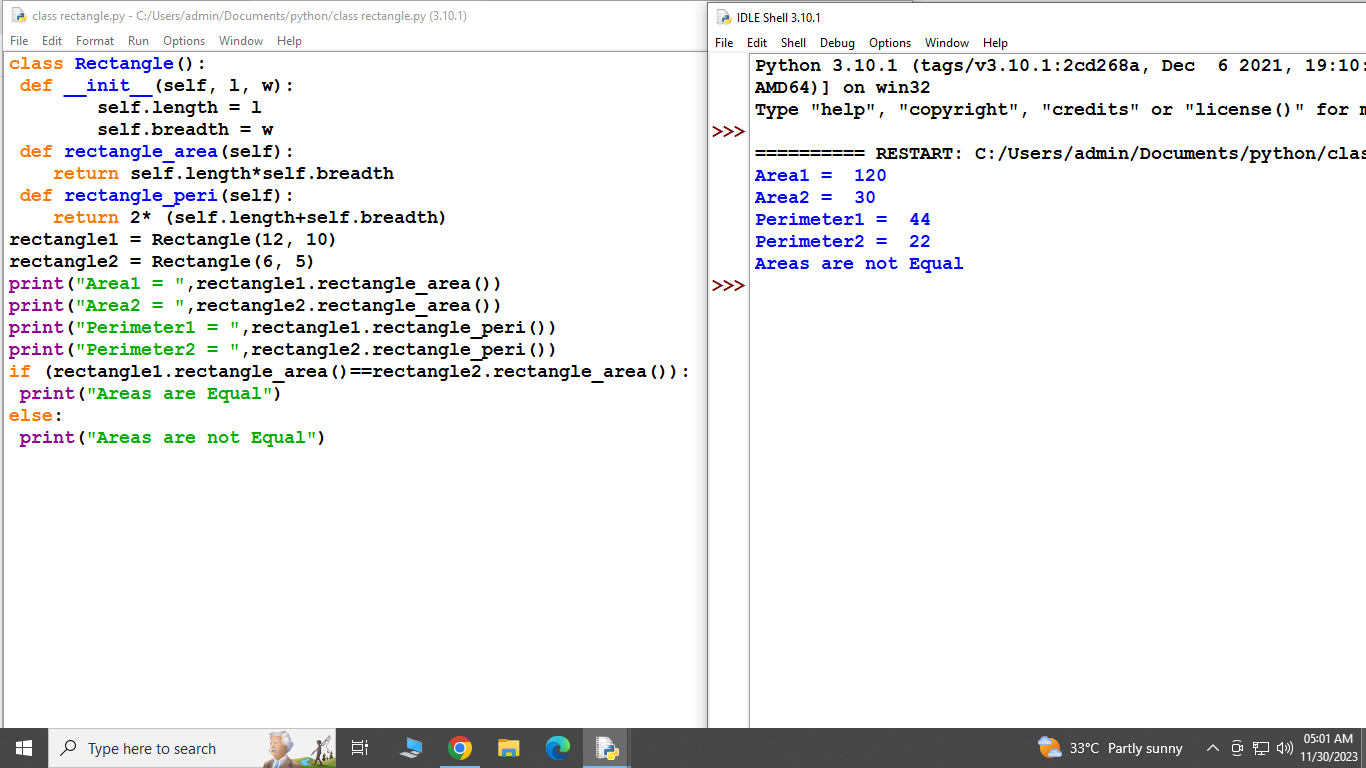 class rectangle.py - C:/Users/admin/Documents/python/class rectangle.py (3.10.1)
File Edit Format Run Options Window Help
class Rectangle():
 def __init__(self, l, w):
        self.length = l
        self.breadth = w
 def rectangle_area(self):
    return self.length*self.breadth
 def rectangle_peri(self):
    return 2* (self.length+self.breadth)
rectangle1 = Rectangle(12, 10)
rectangle2 = Rectangle(6, 5)
print("Area1 = ",rectangle1.rectangle_area())
print("Area2 = ",rectangle2.rectangle_area())
print("Perimeter1 = ",rectangle1.rectangle_peri())
print("Perimeter2 = ",rectangle2.rectangle_peri())
if (rectangle1.rectangle_area()==rectangle2.rectangle_area()):
 print("Areas are Equal")
else:
 print("Areas are not Equal")
IDLE Shell 3.10.1
File Edit Shell Debug Options Window Help
Python 3.10.1 (tags/v3.10.1:2cd268a, Dec  6 2021, 19:10:
AMD64)] on win32
Type "help", "copyright", "credits" or "license()" for m
>>>
========== RESTART: C:/Users/admin/Documents/python/clas
Area1 =  120
Area2 =  30
Perimeter1 =  44
Perimeter2 =  22
Areas are not Equal
>>>
Type here to search
33°C Partly sunny
05:01 AM
11/30/2023